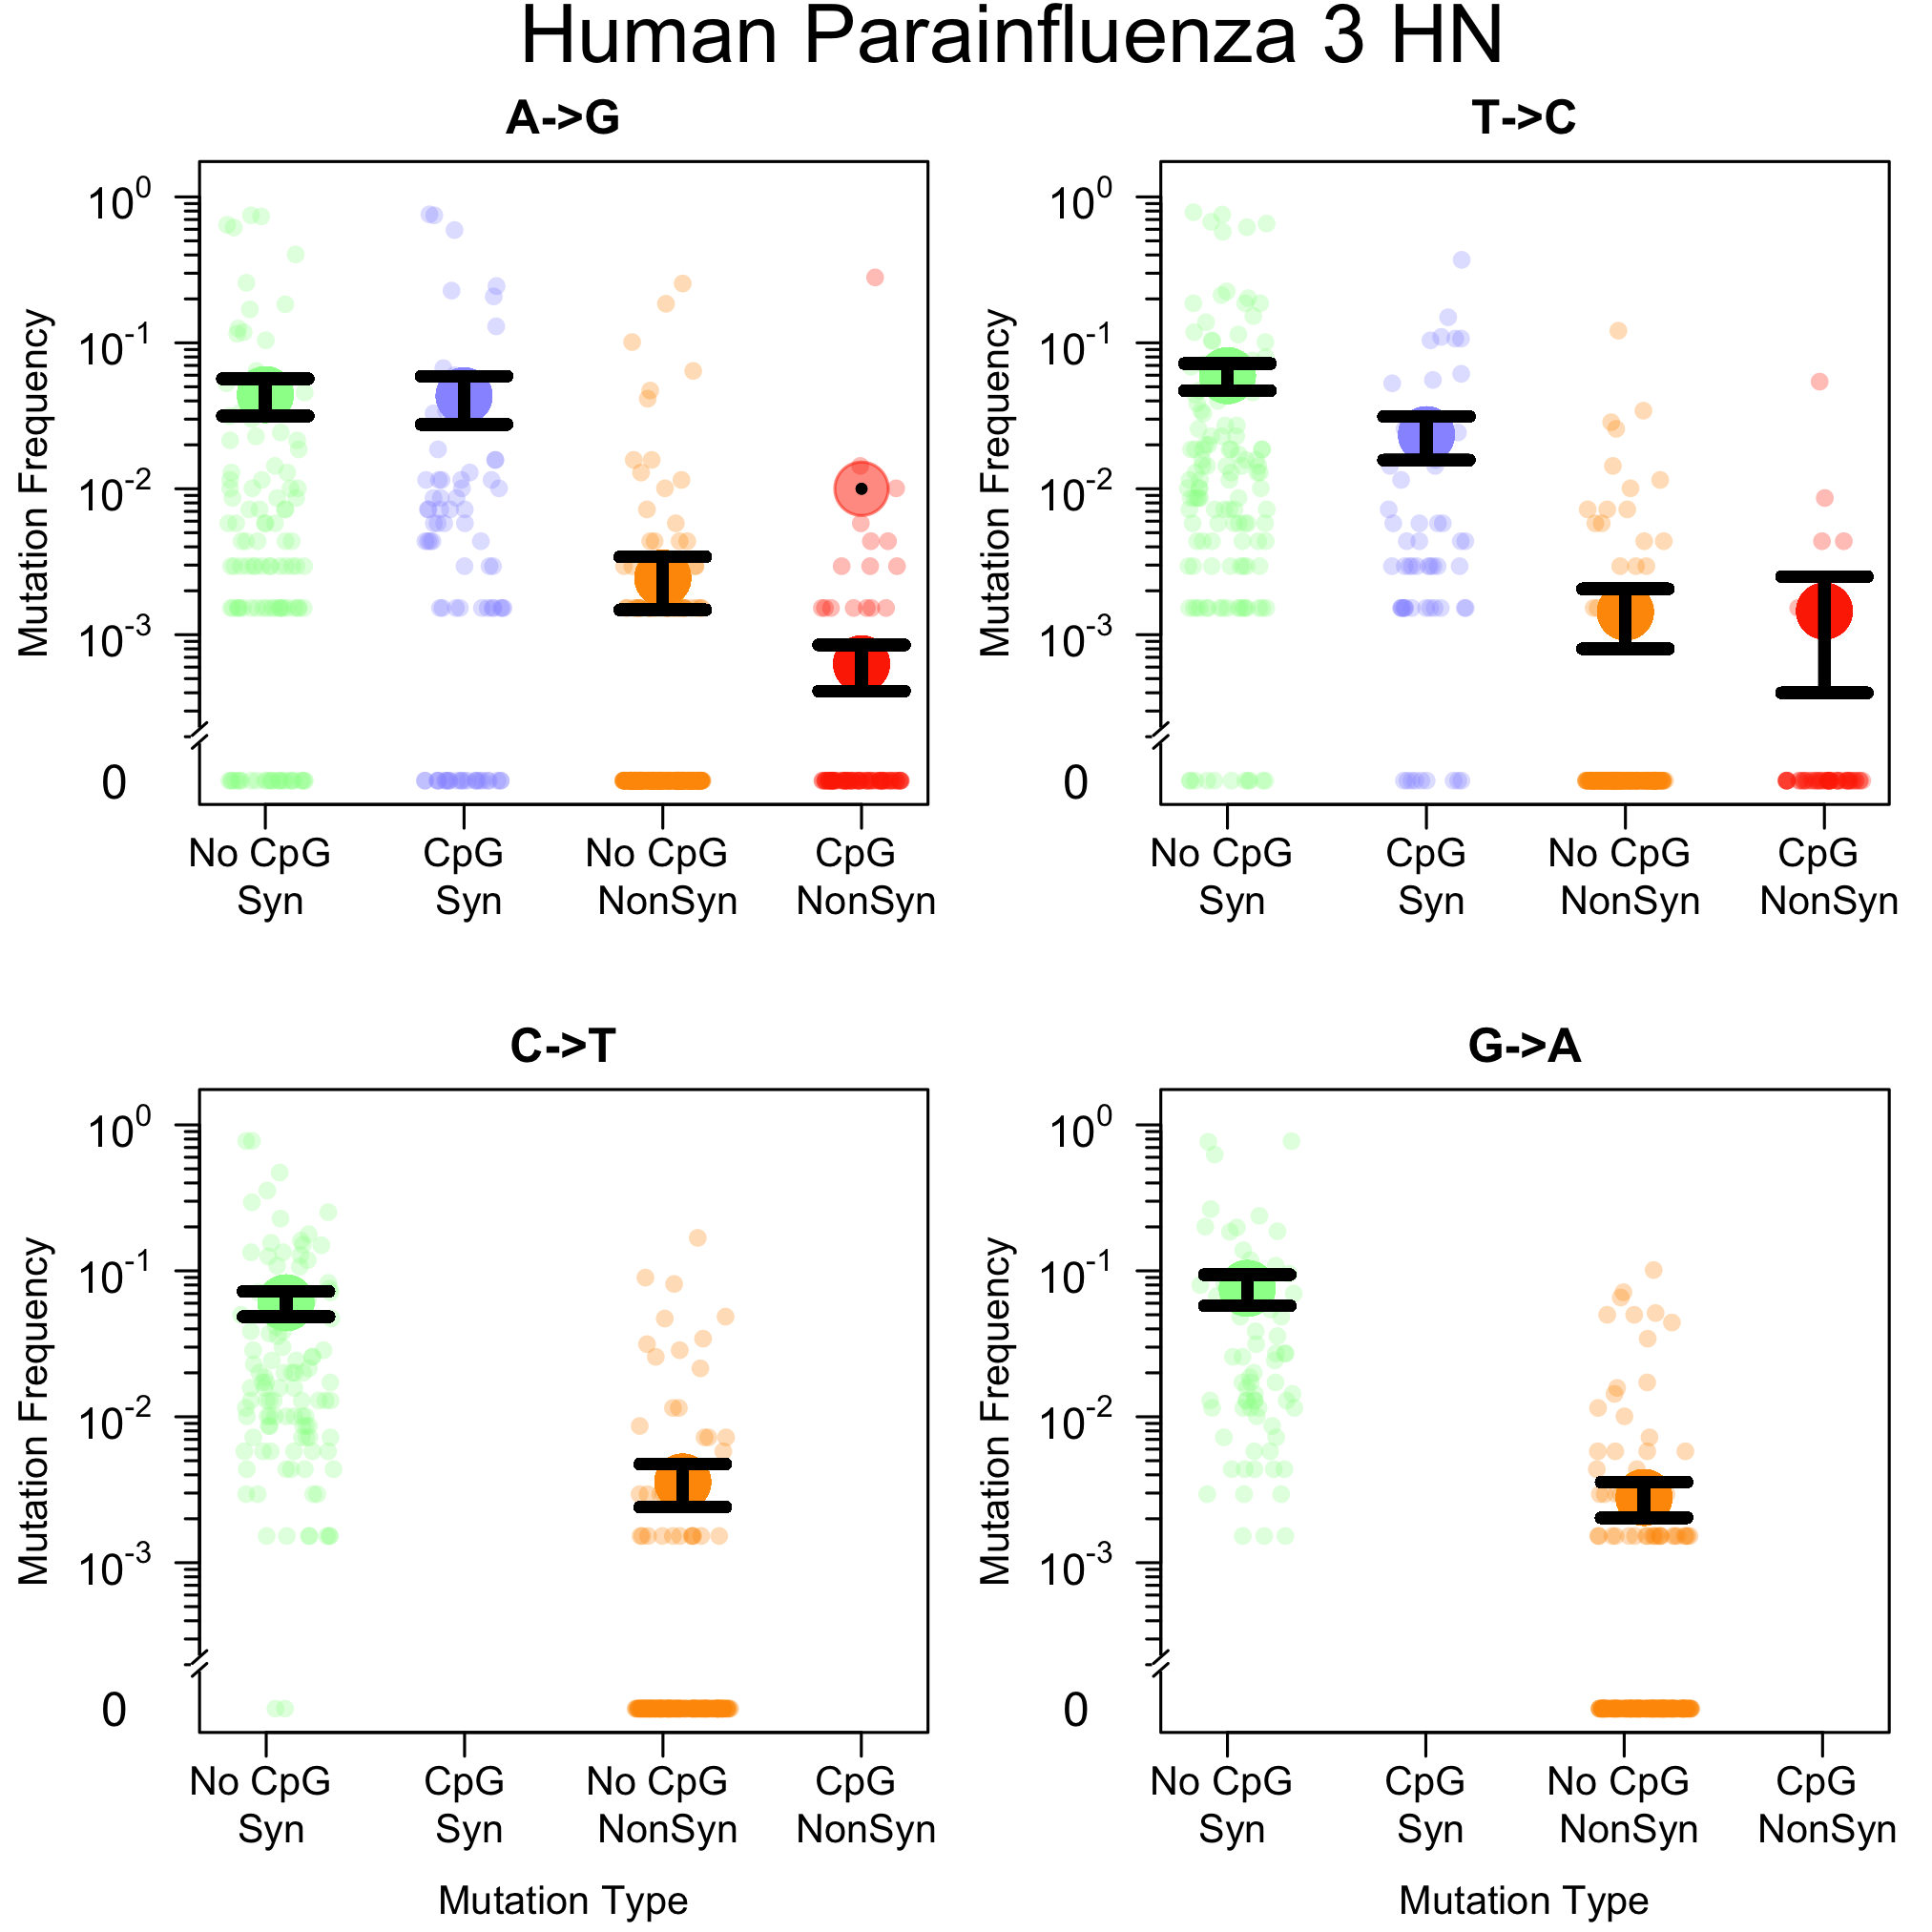 Human Parainfluenza 3 HN
A->G
Mutation Frequency
10^0
10^-1
10^-2
10^-3
0
No CpG Syn
CpG Syn
No CpG NonSyn
CpG NonSyn
T->C
Mutation Frequency
10^0
10^-1
10^-2
10^-3
0
No CpG Syn
CpG Syn
No CpG NonSyn
CpG NonSyn
C->T
Mutation Frequency
10^0
10^-1
10^-2
10^-3
0
No CpG Syn
CpG Syn
No CpG NonSyn
CpG NonSyn
Mutation Type
G->A
Mutation Frequency
10^0
10^-1
10^-2
10^-3
0
No CpG Syn
CpG Syn
No CpG NonSyn
CpG NonSyn
Mutation Type